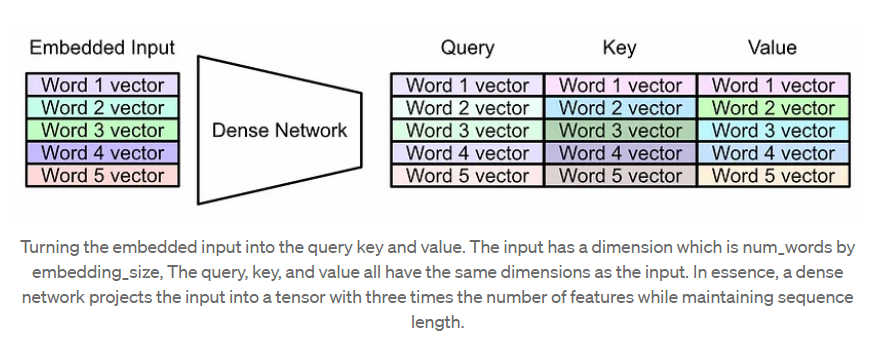 Embedded Input
Query Key Value
Word 1 vector Word 1 vector Word 1 vector Word 1 vector
Word 2 vector Word 2 vector Word 2 vector Word 2 vector
Word 3 vector Dense Network Word 3 vector Word 3 vector Word 3 vector
Word 4 vector Word 4 vector Word 4 vector Word 4 vector
Word 5 vector Word 5 vector Word 5 vector Word 5 vector
Turning the embedded input into the query key and value. The input has a dimension which is num_words by
embedding_size, The query, key, and value all have the same dimensions as the input. In essence, a dense
network projects the input into a tensor with three times the number of features while maintaining sequence
length.